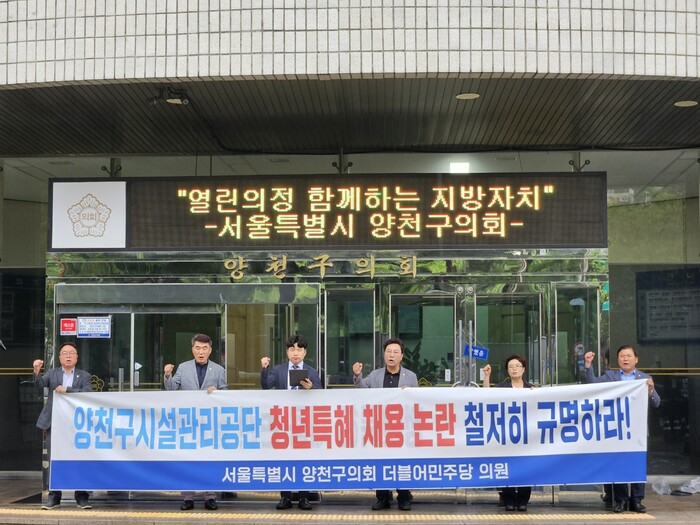 의회
"열린의정 함께하는 지방자치"
-서울특별시 양천구의회-
양천구의회
양천구시설관리공단 청년특혜 채용 논란 철저히 규명하라!
서울특별시 양천구의회 더불어민주당 의원